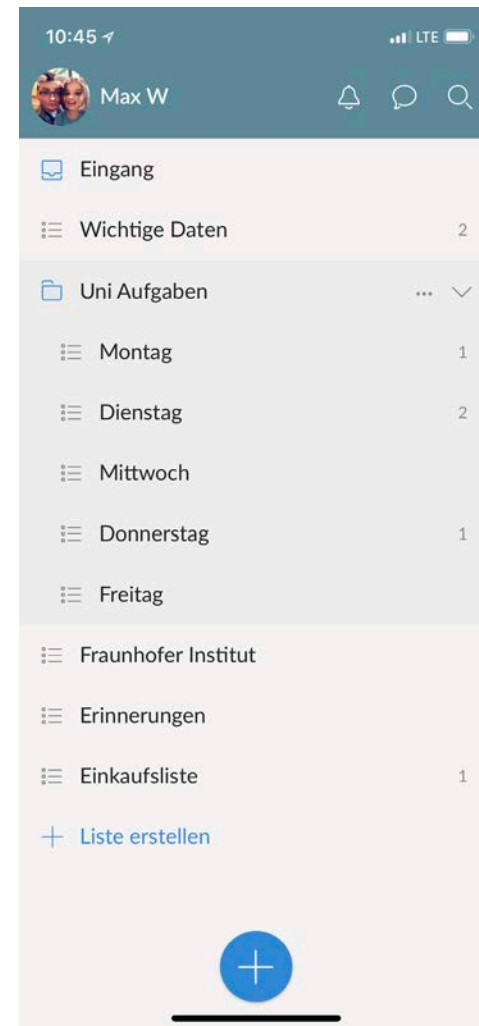 10:45 LTE
Max W
Eingang
Wichtige Daten 2
Uni Aufgaben ...
Montag 1
Dienstag 2
Mittwoch
Donnerstag 1
Freitag
Fraunhofer Institut
Erinnerungen
Einkaufsliste 1
+ Liste erstellen
+